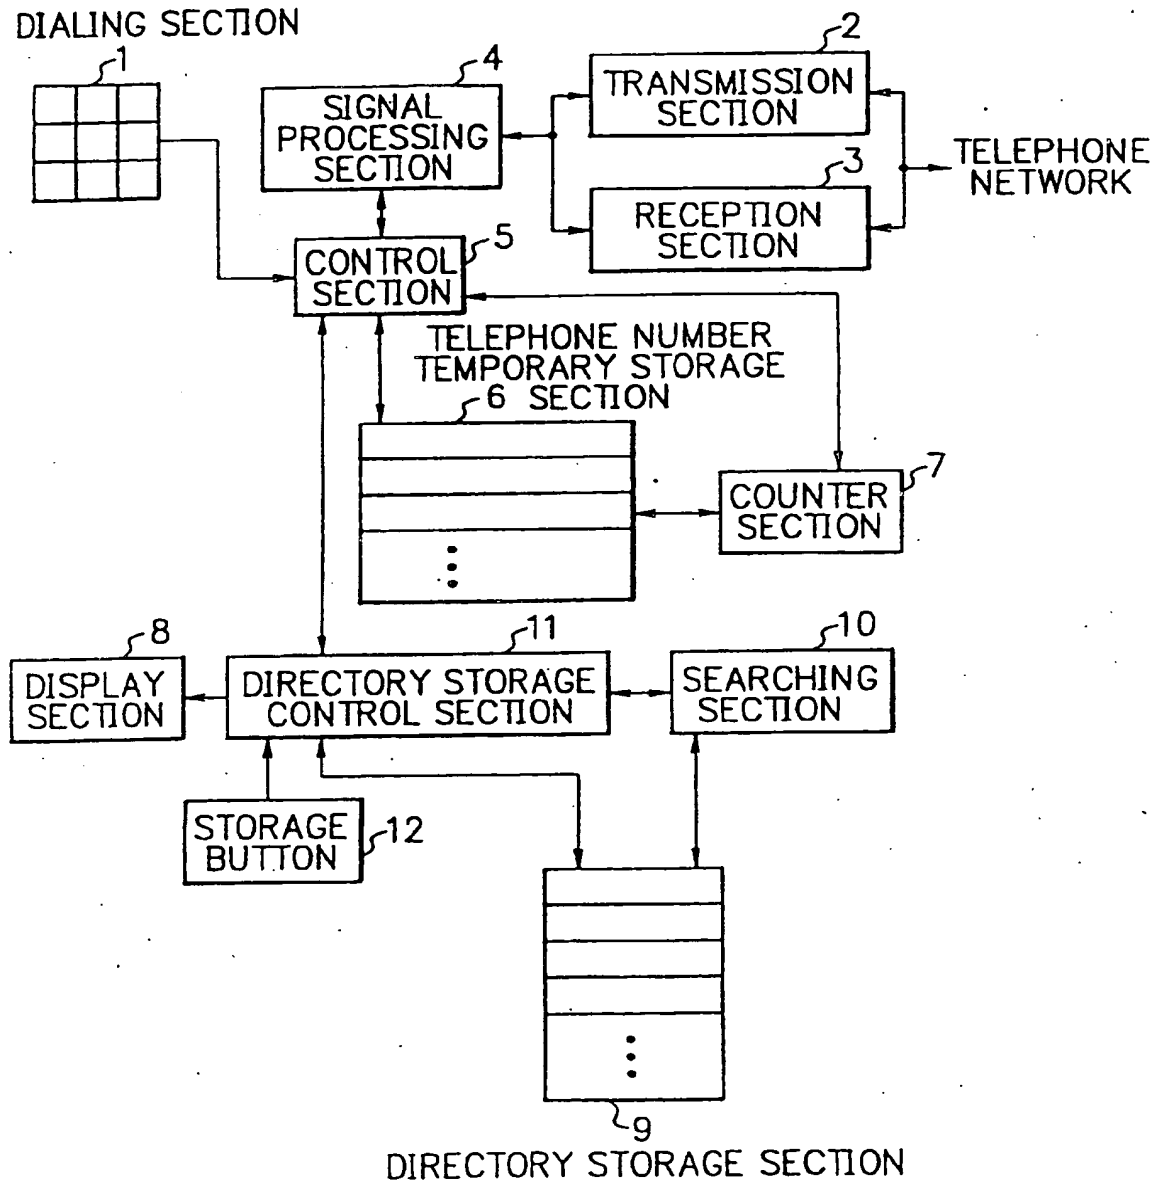 DIALING SECTION
1
4
SIGNAL
PROCESSING
SECTION
2
TRANSMISSION
SECTION
3
RECEPTION
SECTION
TELEPHONE
NETWORK
5
CONTROL
SECTION
TELEPHONE NUMBER
TEMPORARY STORAGE
6 SECTION
7
COUNTER
SECTION
8
DISPLAY
SECTION
11
DIRECTORY STORAGE
CONTROL SECTION
10
SEARCHING
SECTION
STORAGE
BUTTON
12
9
DIRECTORY STORAGE SECTION